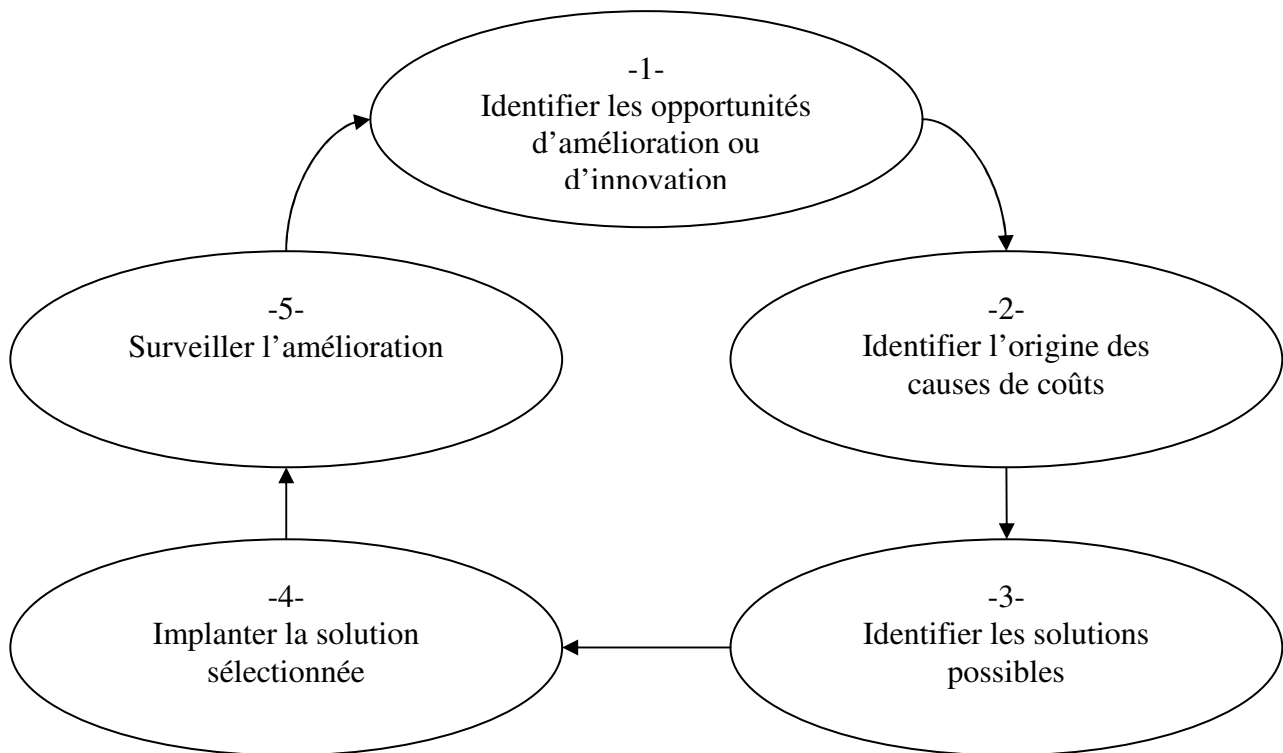 -1-
Identifier les opportunités
d’amélioration ou
d’innovation
-5-
Surveiller l’amélioration
-2-
Identifier l’origine des
causes de coûts
-4-
Implanter la solution
sélectionnée
-3-
Identifier les solutions
possibles